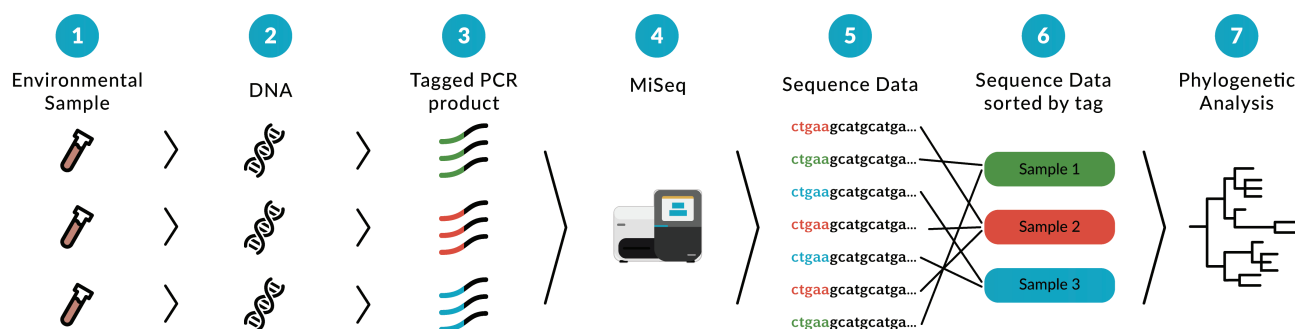 1
2
3
4
5
6
7
Environmental
Sample
DNA
Tagged PCR
product
MiSeq
Sequence Data
Sequence Data
sorted by tag
Phylogenetic
Analysis
ctgaagcatgcatga...
ctgaagcatgcatga...
ctgaagcatgcatga...
ctgaagcatgcatga...
ctgaagcatgcatga...
ctgaagcatgcatga...
ctgaagcatgcatga...
Sample 1
Sample 2
Sample 3